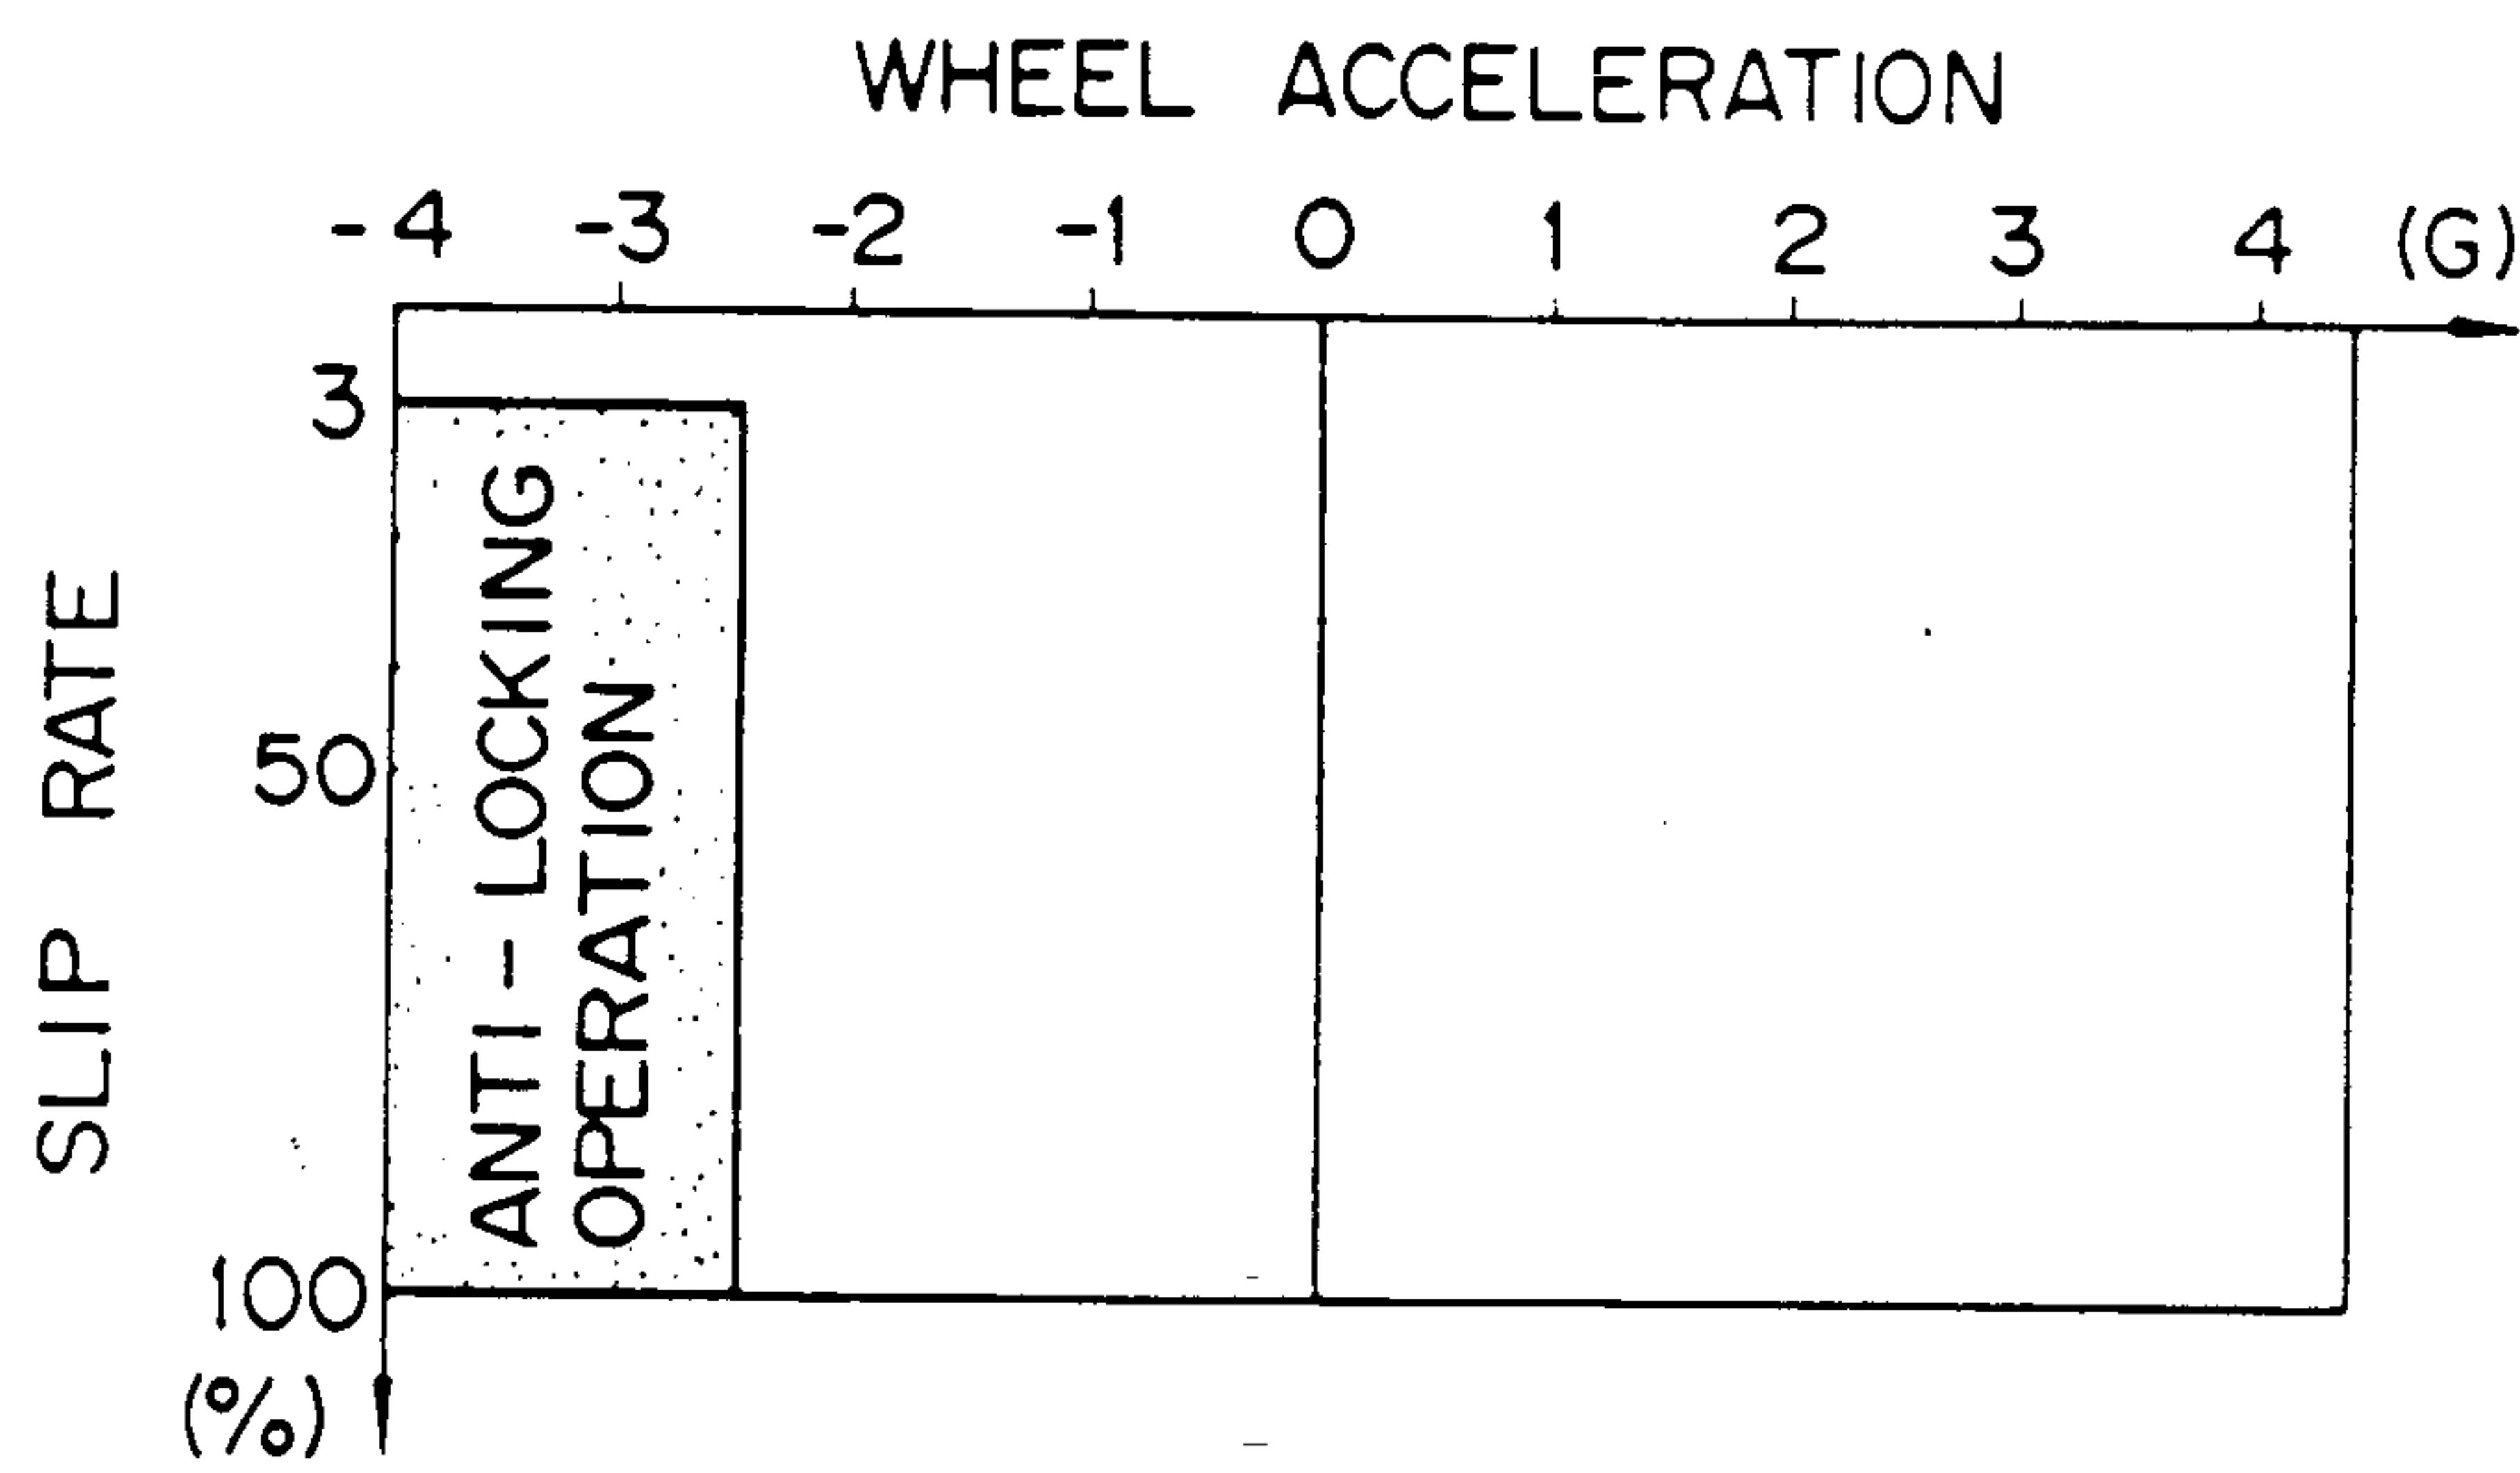 WHEEL ACCELERATION
-4 -3 -2 -1 0 1 2 3 4 (G)
SLIP RATE
3
50
100
(%)
ANTI-LOCKING
OPERATION